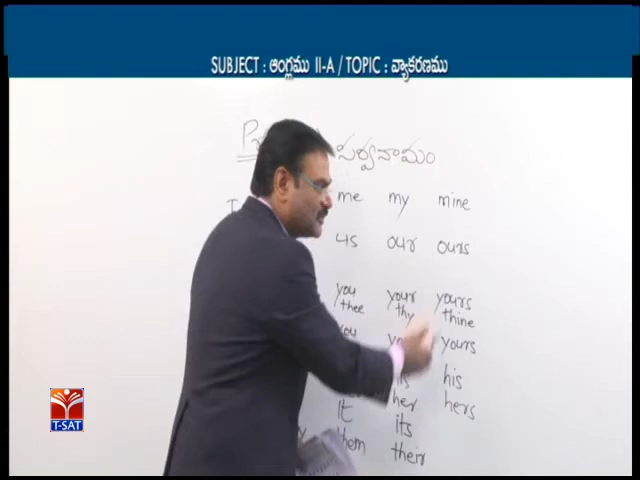 SUBJECT : ఆంగ్లము II-A / TOPIC : వ్యాకరణము
సర్వనామం
I me my mine
us our ours
you your yours
thee thy thine
you yours
his
her hers
it its
them their
T-SAT